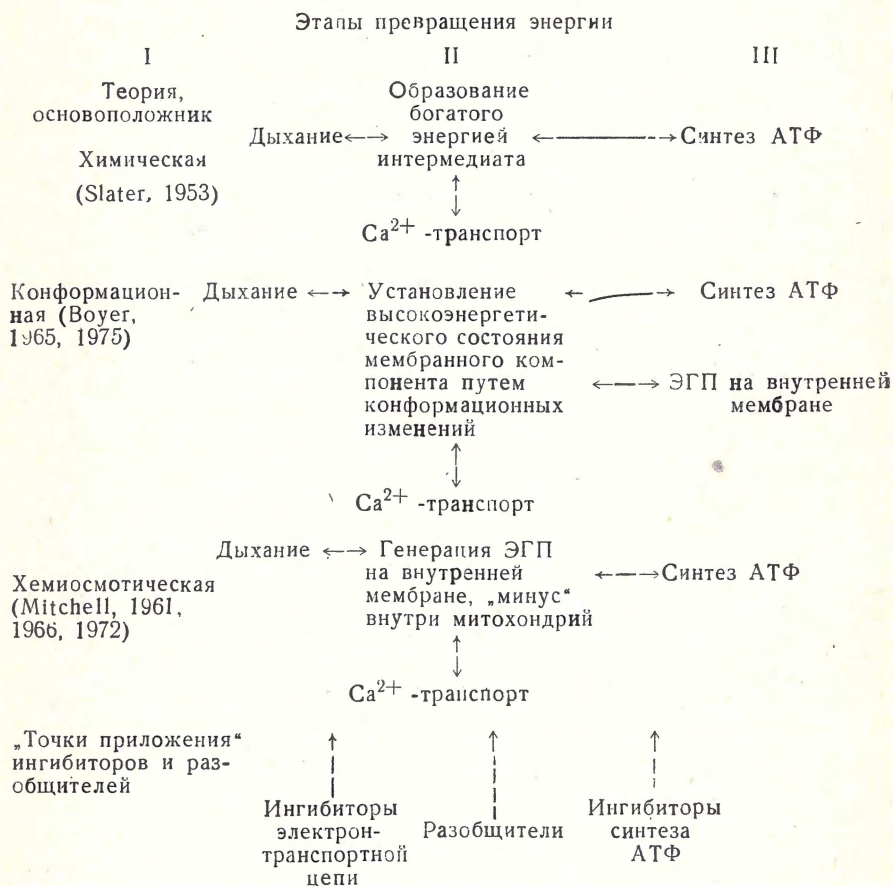 Этапы превращения энергии
I II III
Теория,
основоположник
Химическая
(Slater, 1953)
Дыхание ←→ Образование
богатого
энергией
интермедиата
←——→ Синтез АТФ
↑
↓
Ca²⁺ -транспорт
Конформацион-
ная (Boyer,
1965, 1975)
Дыхание ←→ Установление
высокоэнергети-
ческого состояния
мембранного ком-
понента путем
конформационных
изменений
←——→ Синтез АТФ
←——→ ЭГП на внутренней
мембране
↑
↓
Ca²⁺ -транспорт
Хемиосмотическая
(Mitchell, 1961,
1966, 1972)
Дыхание ←→ Генерация ЭГП
на внутренней
мембране, „минус“
внутри митохондрий
←——→ Синтез АТФ
↑
↓
Ca²⁺ -транспорт
„Точки приложения“
ингибиторов и раз-
общителей
Ингибиторы
электрон-
транспортной
цепи
Разобщители
Ингибиторы
синтеза
АТФ